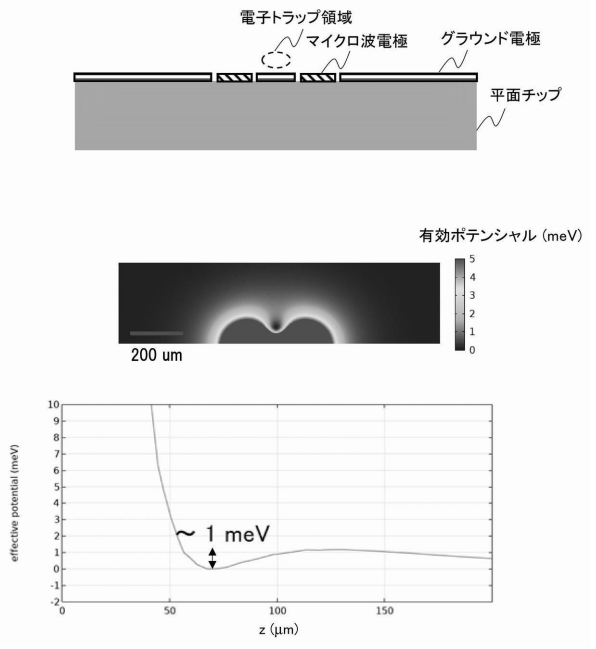 電子トラップ領域
マイクロ波電極
グラウンド電極
平面チップ
有効ポテンシャル (meV)
5
4
3
2
1
0
200 um
10
9
8
7
6
5
4
3
2
1
0
-1
-2
effective potential (meV)
~ 1 meV
0
50
100
150
z (μm)